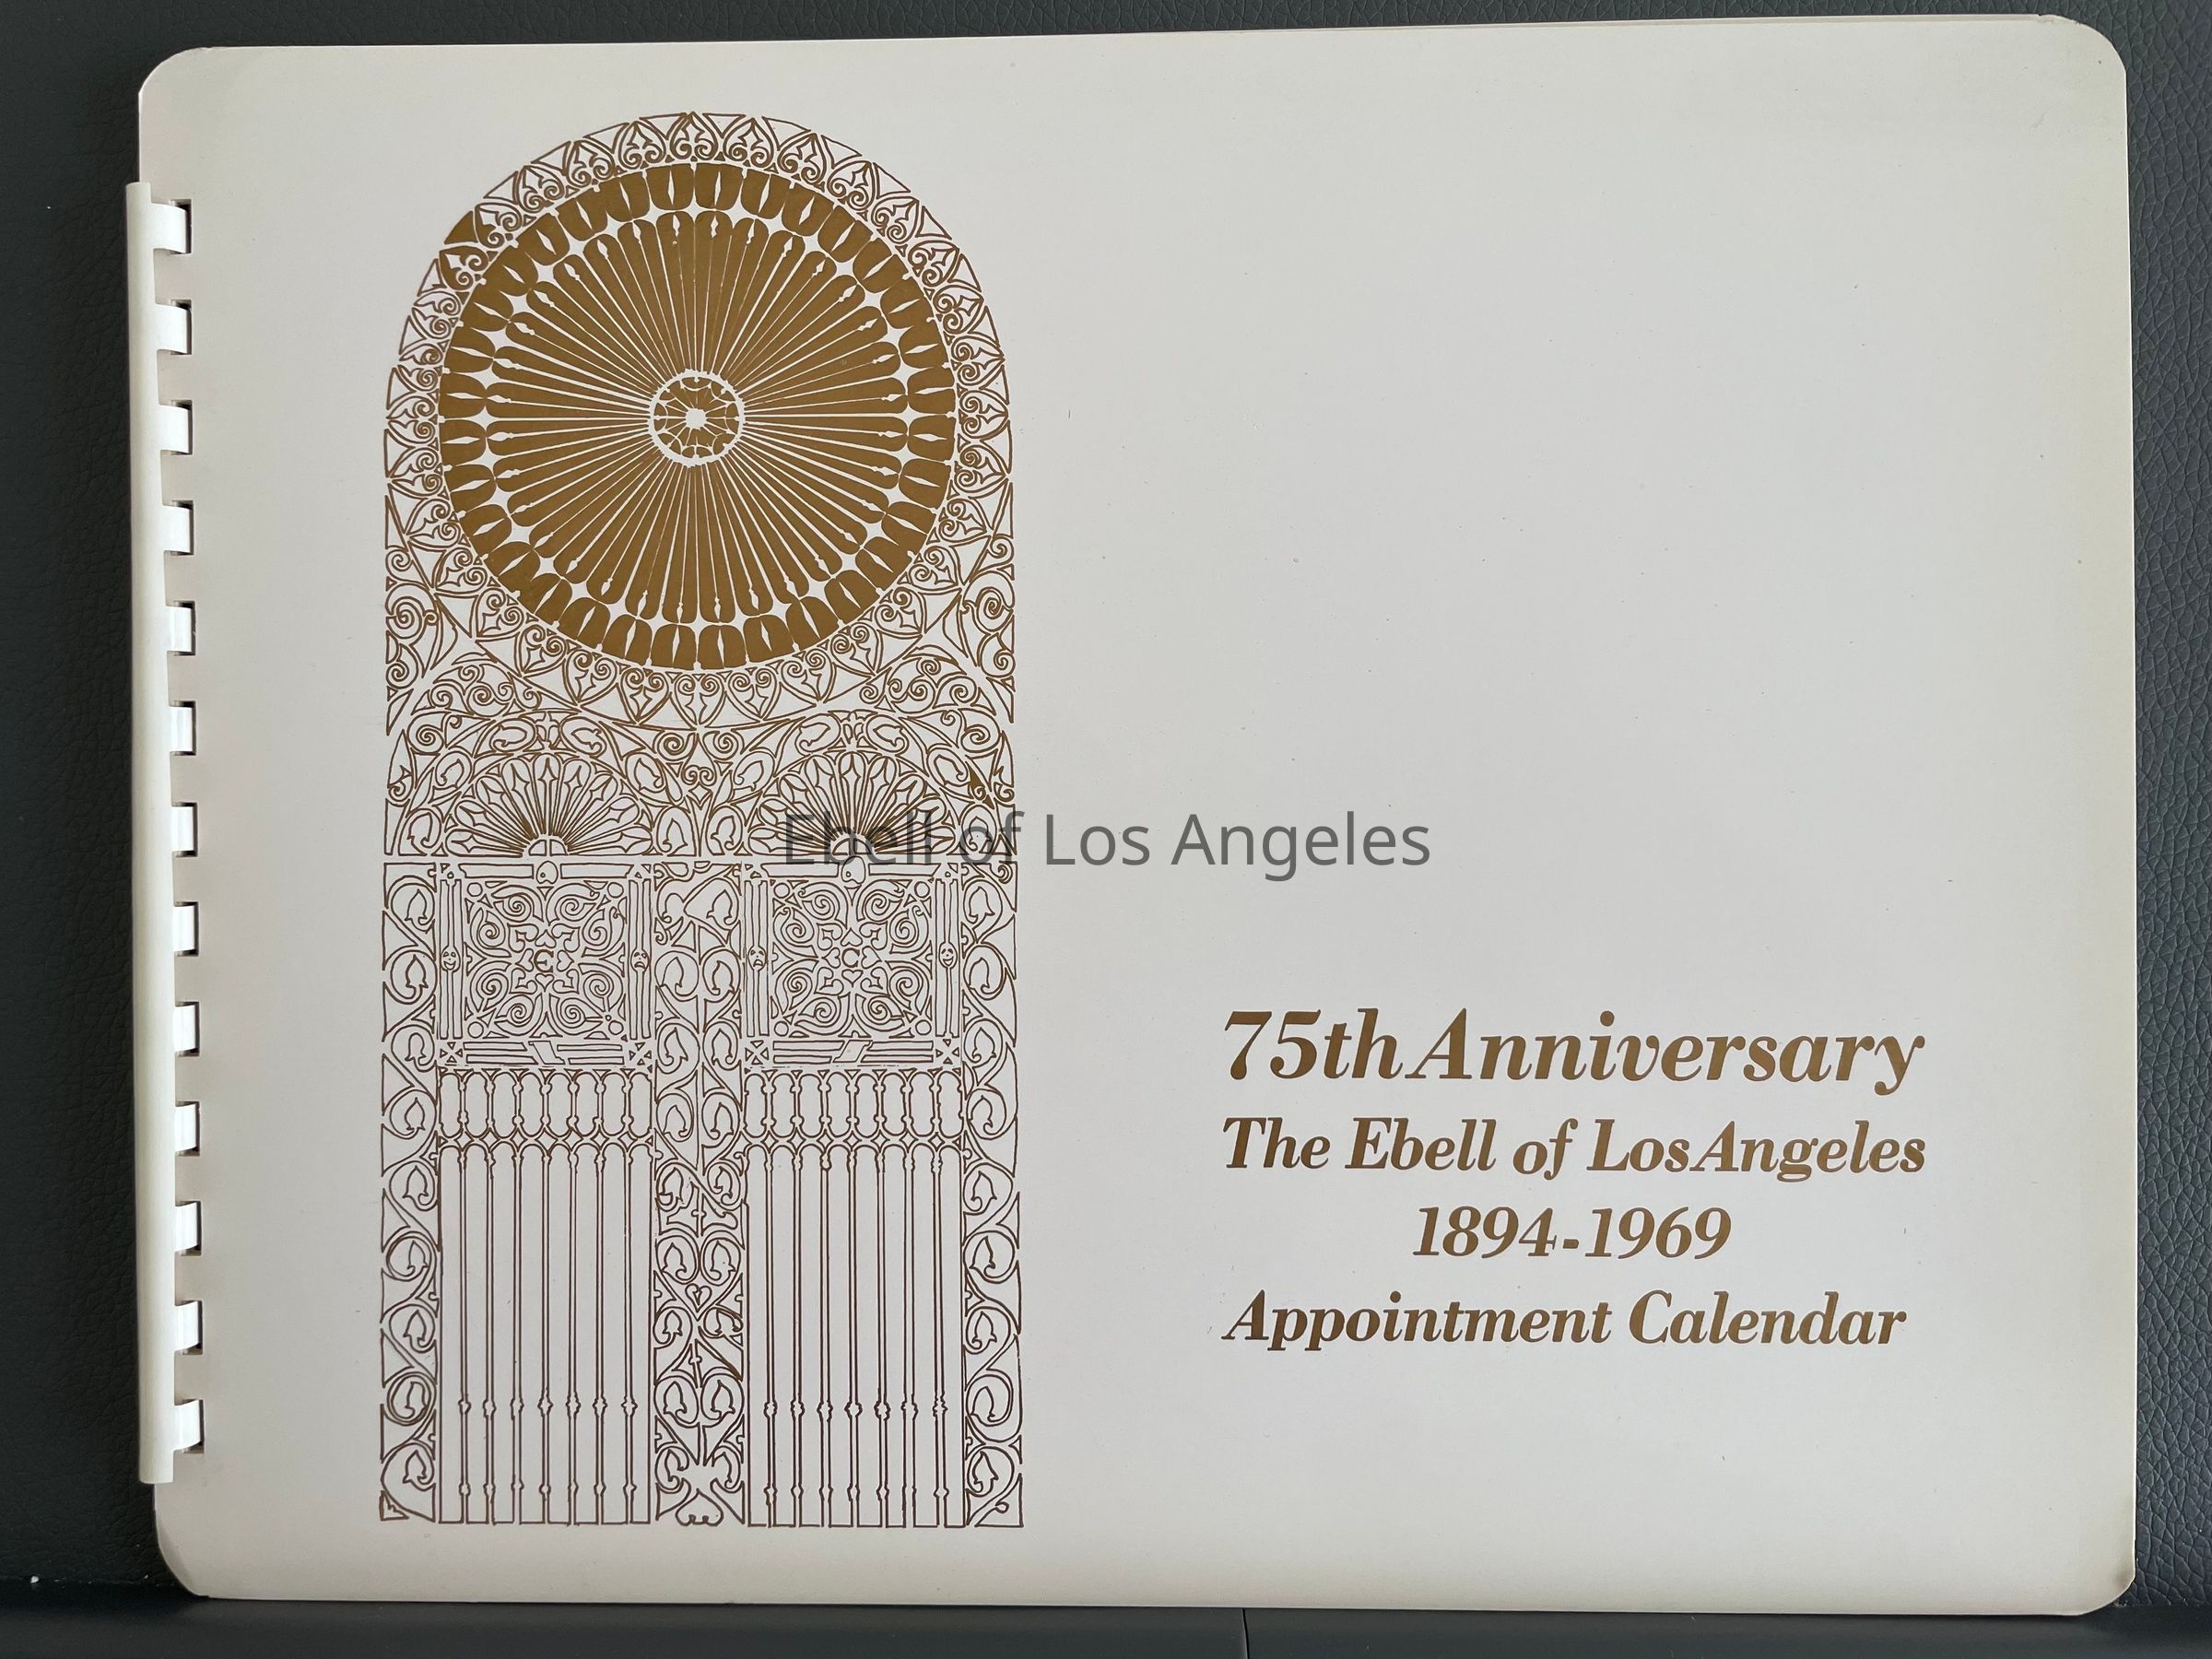 Ebell of Los Angeles
E
C
75th Anniversary
The Ebell of Los Angeles
1894-1969
Appointment Calendar